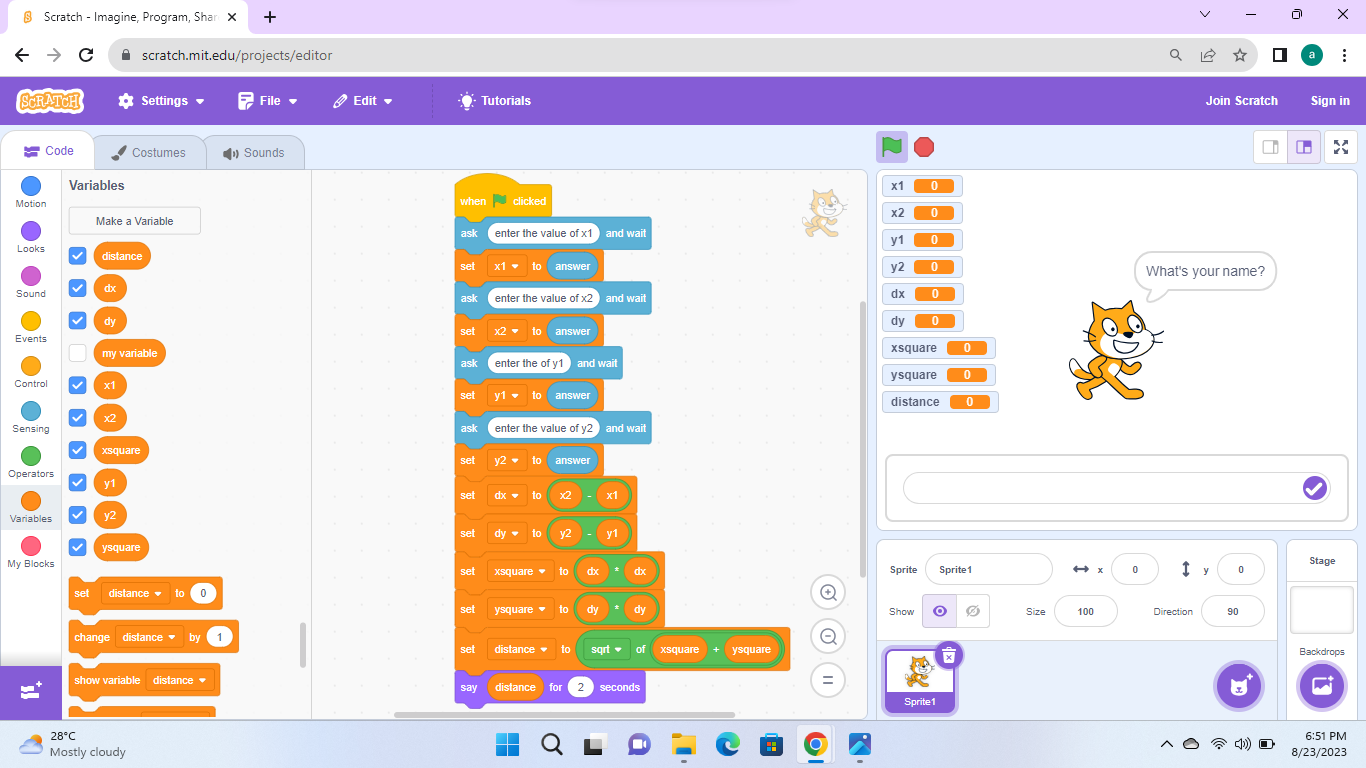 Scratch - Imagine, Program, Shar
scratch.mit.edu/projects/editor
a
SCRATCH
Settings
File
Edit
Tutorials
Join Scratch
Sign in
Code
Costumes
Sounds
Motion
Looks
Sound
Events
Control
Sensing
Operators
Variables
My Blocks
Variables
Make a Variable
distance
dx
dy
my variable
x1
x2
xsquare
y1
y2
ysquare
set distance to 0
change distance by 1
show variable distance
when clicked
ask enter the value of x1 and wait
set x1 to answer
ask enter the value of x2 and wait
set x2 to answer
ask enter the of y1 and wait
set y1 to answer
ask enter the value of y2 and wait
set y2 to answer
set dx to x2 - x1
set dy to y2 - y1
set xsquare to dx * dx
set ysquare to dy * dy
set distance to sqrt of xsquare + ysquare
say distance for 2 seconds
x1 0
x2 0
y1 0
y2 0
dx 0
dy 0
xsquare 0
ysquare 0
distance 0
What's your name?
Sprite Sprite1 x 0 y 0
Show Size 100 Direction 90
Sprite1
Stage
Backdrops
28°C
Mostly cloudy
6:51 PM
8/23/2023